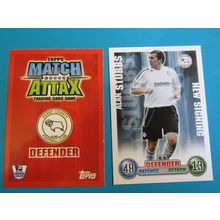 TOPPS
MATCH
ATTAX
TRADING CARD GAME
DEFENDER
Topps
ALAN STUBBS
NEW SIGNING
DEFENDER
48
DEFENCE
ATTACK
13